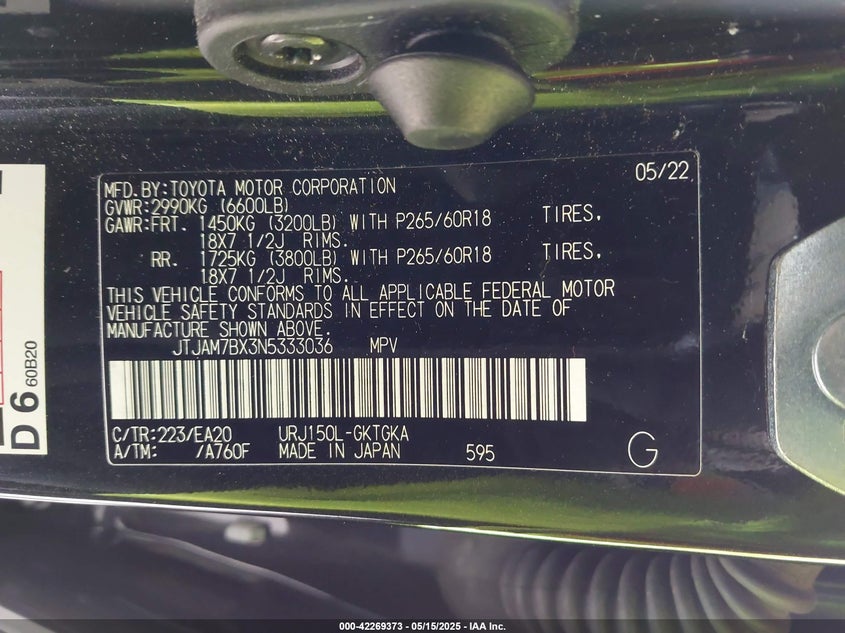 MFD.BY:TOYOTA MOTOR CORPORATION 05/22
GVWR:2990KG (6600LB)
GAWR:FRT. 1450KG (3200LB) WITH P265/60R18 TIRES,
18X7 1/2J RIMS.
RR. 1725KG (3800LB) WITH P265/60R18 TIRES,
18X7 1/2J RIMS.
THIS VEHICLE CONFORMS TO ALL APPLICABLE FEDERAL MOTOR
VEHICLE SAFETY STANDARDS IN EFFECT ON THE DATE OF
MANUFACTURE SHOWN ABOVE.
JTJAM7BX3N5333036 MPV
C/TR:223/EA20 URJ150L-GKTGKA
A/TM: /A760F MADE IN JAPAN 595 G
D6 60B20
000-42269373 - 05/15/2025 - IAA Inc.